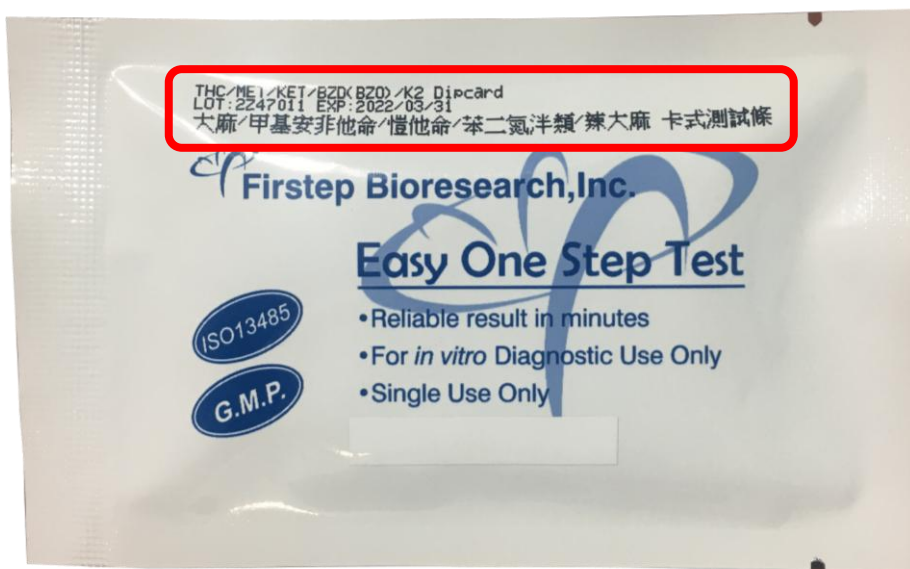 THC/MET/KET/BZD(BZO)/K2 Dipcard
LOT:2Z47011 EXP:2022/03/31
大麻/甲基安非他命/愷他命/苯二氮泮類/辣大麻 卡式測試條
Firstep Bioresearch,Inc.
Easy One Step Test
ISO13485
•Reliable result in minutes
•For in vitro Diagnostic Use Only
G.M.P.
•Single Use Only